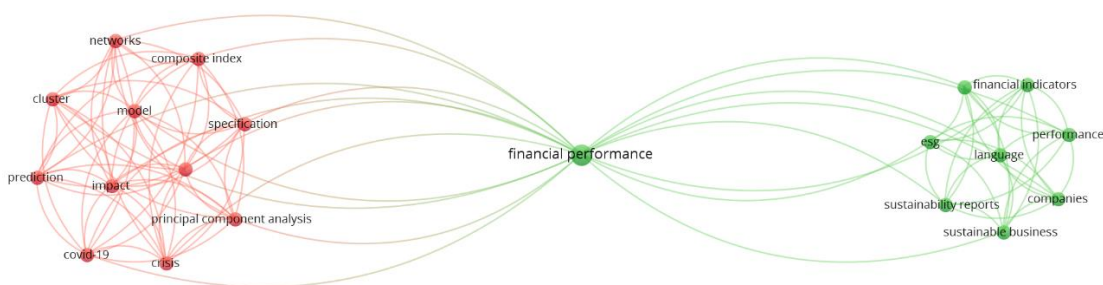 networks
composite index
cluster
model
specification
prediction
impact
principal component analysis
covid-19
crisis
financial performance
financial indicators
performance
esg
language
companies
sustainability reports
sustainable business